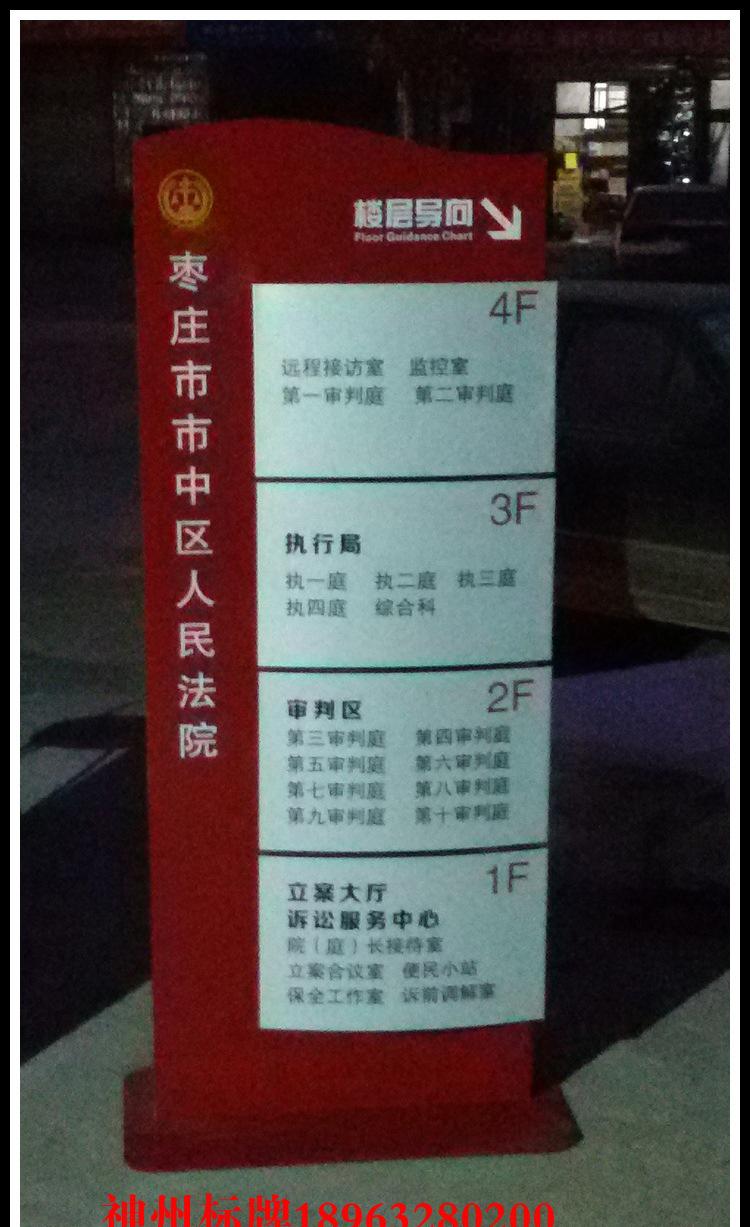 楼层导向
Floor Guidance Chart
枣庄市市中区人民法院
4F
远程接访室 监控室
第一审判庭 第二审判庭
3F
执行局
执一庭 执二庭 执三庭
执四庭 综合科
2F
审判区
第三审判庭 第四审判庭
第五审判庭 第六审判庭
第七审判庭 第八审判庭
第九审判庭 第十审判庭
1F
立案大厅
诉讼服务中心
院（庭）长接待室
立案合议室 便民小站
保全工作室 诉前调解室
神州标牌18963280200